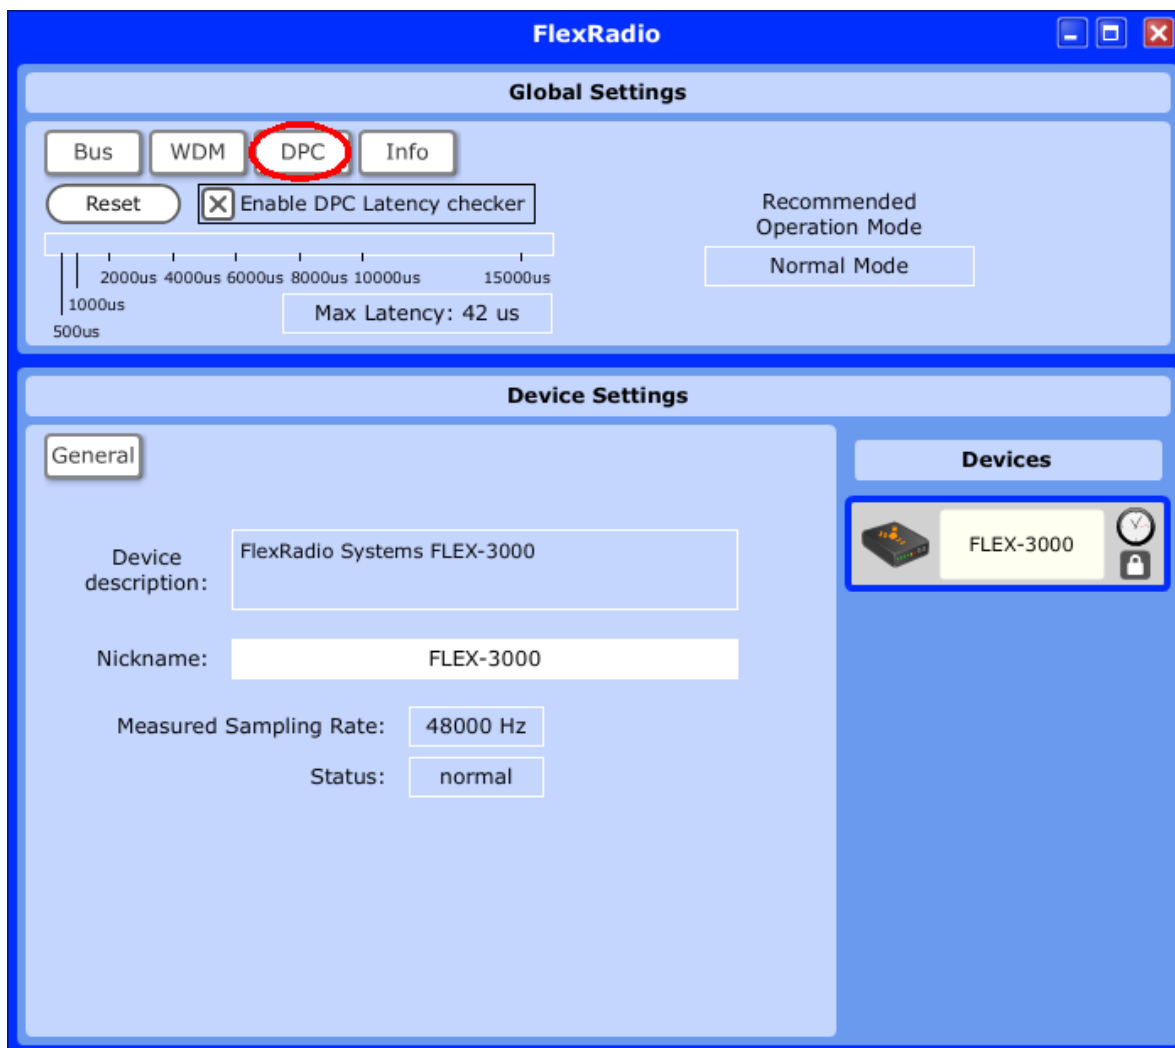 FlexRadio
Global Settings
Bus WDM DPC Info
Reset Enable DPC Latency checker
Recommended
Operation Mode
Normal Mode
2000us 4000us 6000us 8000us 10000us 15000us
1000us
500us
Max Latency: 42 us
Device Settings
General
Devices
FLEX-3000
Device
description:
FlexRadio Systems FLEX-3000
Nickname: FLEX-3000
Measured Sampling Rate: 48000 Hz
Status: normal